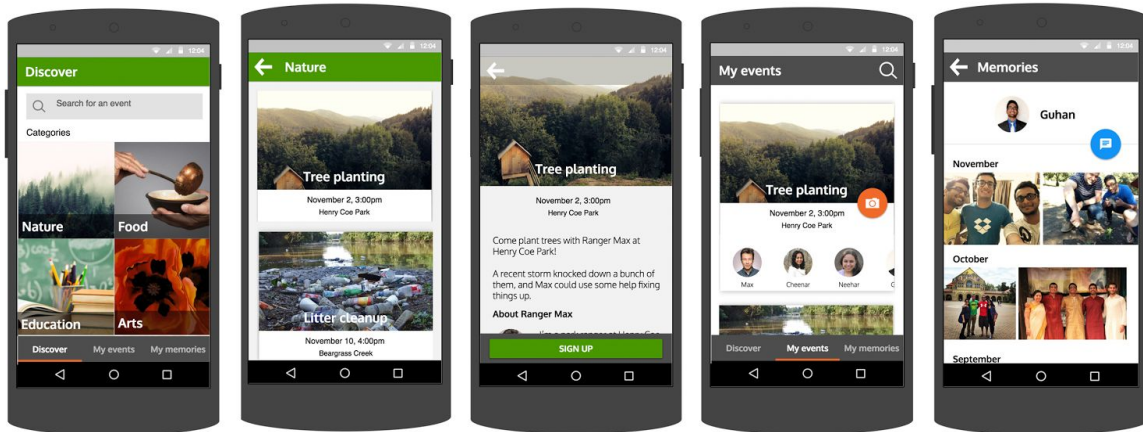 12:04
Discover
Search for an event
Categories
Nature
Food
Education
Arts
Discover
My events
My memories
12:04
Nature
Tree planting
November 2, 3:00pm
Henry Coe Park
Litter cleanup
November 10, 4:00pm
Beargrass Creek
12:04
Tree planting
November 2, 3:00pm
Henry Coe Park
Come plant trees with Ranger Max at
Henry Coe Park!
A recent storm knocked down a bunch of
them, and Max could use some help fixing
things up.
About Ranger Max
SIGN UP
12:04
My events
Tree planting
November 2, 3:00pm
Henry Coe Park
Max
Cheenar
Neehar
Discover
My events
My memories
12:04
Memories
Guhan
November
October
September